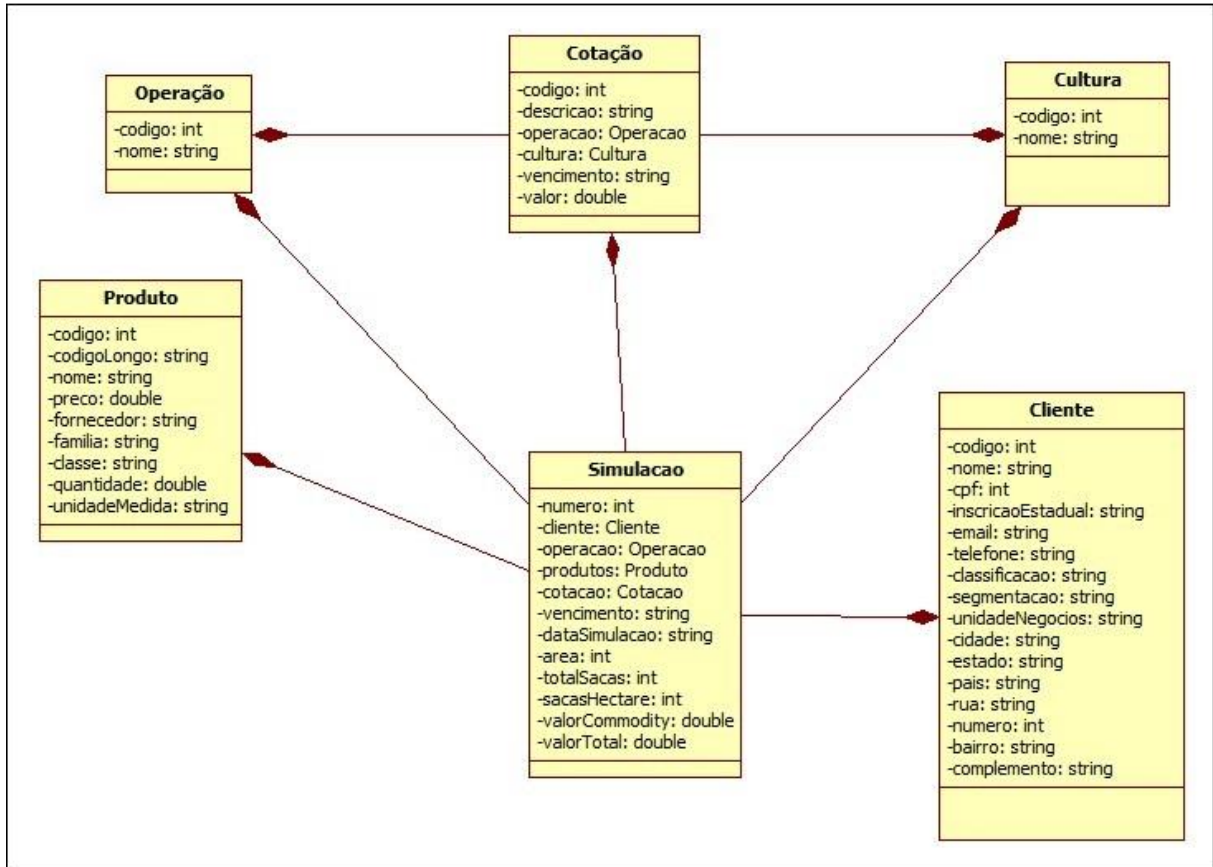 Operação
-codigo: int
-nome: string
Cotação
-codigo: int
-descricao: string
-operacao: Operacao
-cultura: Cultura
-vencimento: string
-valor: double
Cultura
-codigo: int
-nome: string
Produto
-codigo: int
-codigoLongo: string
-nome: string
-preco: double
-fornecedor: string
-familia: string
-classe: string
-quantidade: double
-unidadeMedida: string
Simulacao
-numero: int
-cliente: Cliente
-operacao: Operacao
-produtos: Produto
-cotacao: Cotacao
-vencimento: string
-dataSimulacao: string
-area: int
-totalSacas: int
-sacasHectare: int
-valorCommodity: double
-valorTotal: double
Cliente
-codigo: int
-nome: string
-cpf: int
-inscricaoEstadual: string
-email: string
-telefone: string
-classificacao: string
-segmentacao: string
-unidadeNegocios: string
-cidade: string
-estado: string
-pais: string
-rua: string
-numero: int
-bairro: string
-complemento: string